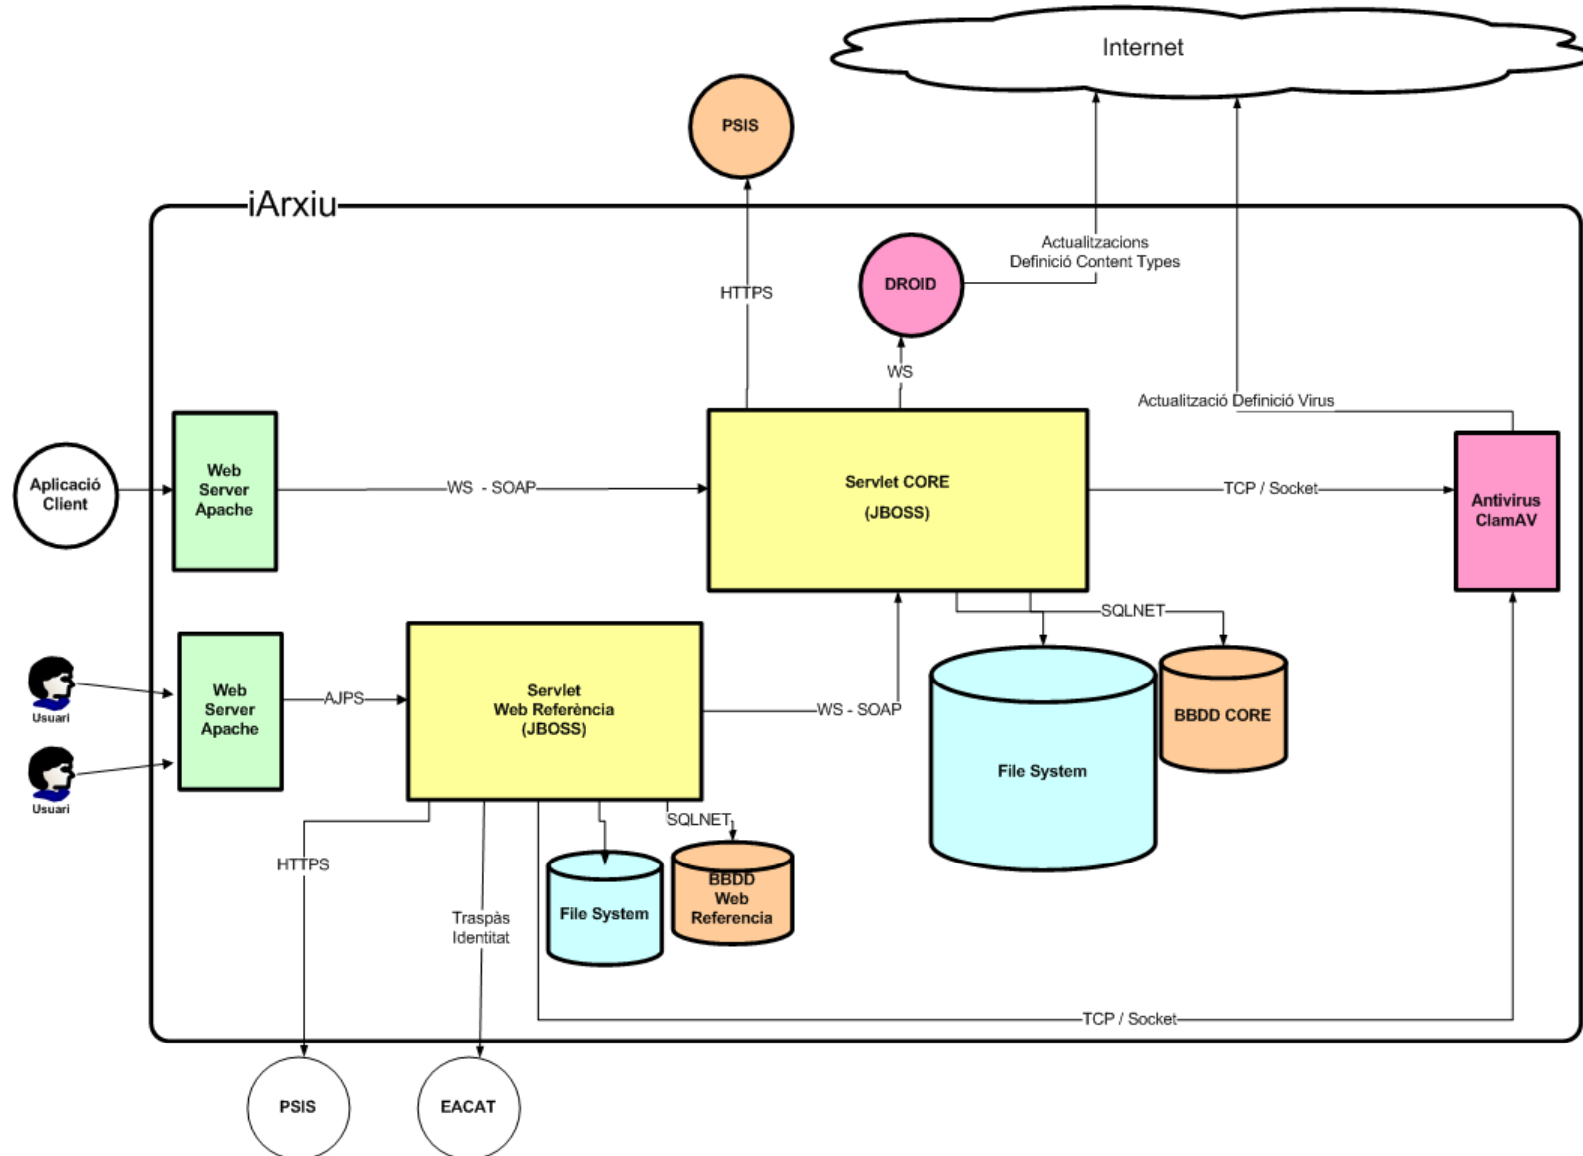 Internet
PSIS
iArxiu
Actualitzacions
Definició Content Types
DROID
HTTPS
WS
Actualització Definició Virus
Aplicació
Client
Web
Server
Apache
WS - SOAP
Servlet CORE
(JBOSS)
TCP / Socket
Antivirus
ClamAV
SQLNET
Usuari
Usuari
Web
Server
Apache
AJPS
Servlet
Web Referència
(JBOSS)
WS - SOAP
File System
BBDD CORE
HTTPS
Traspàs
Identitat
SQLNET
File System
BBDD
Web
Referencia
TCP / Socket
PSIS
EACAT